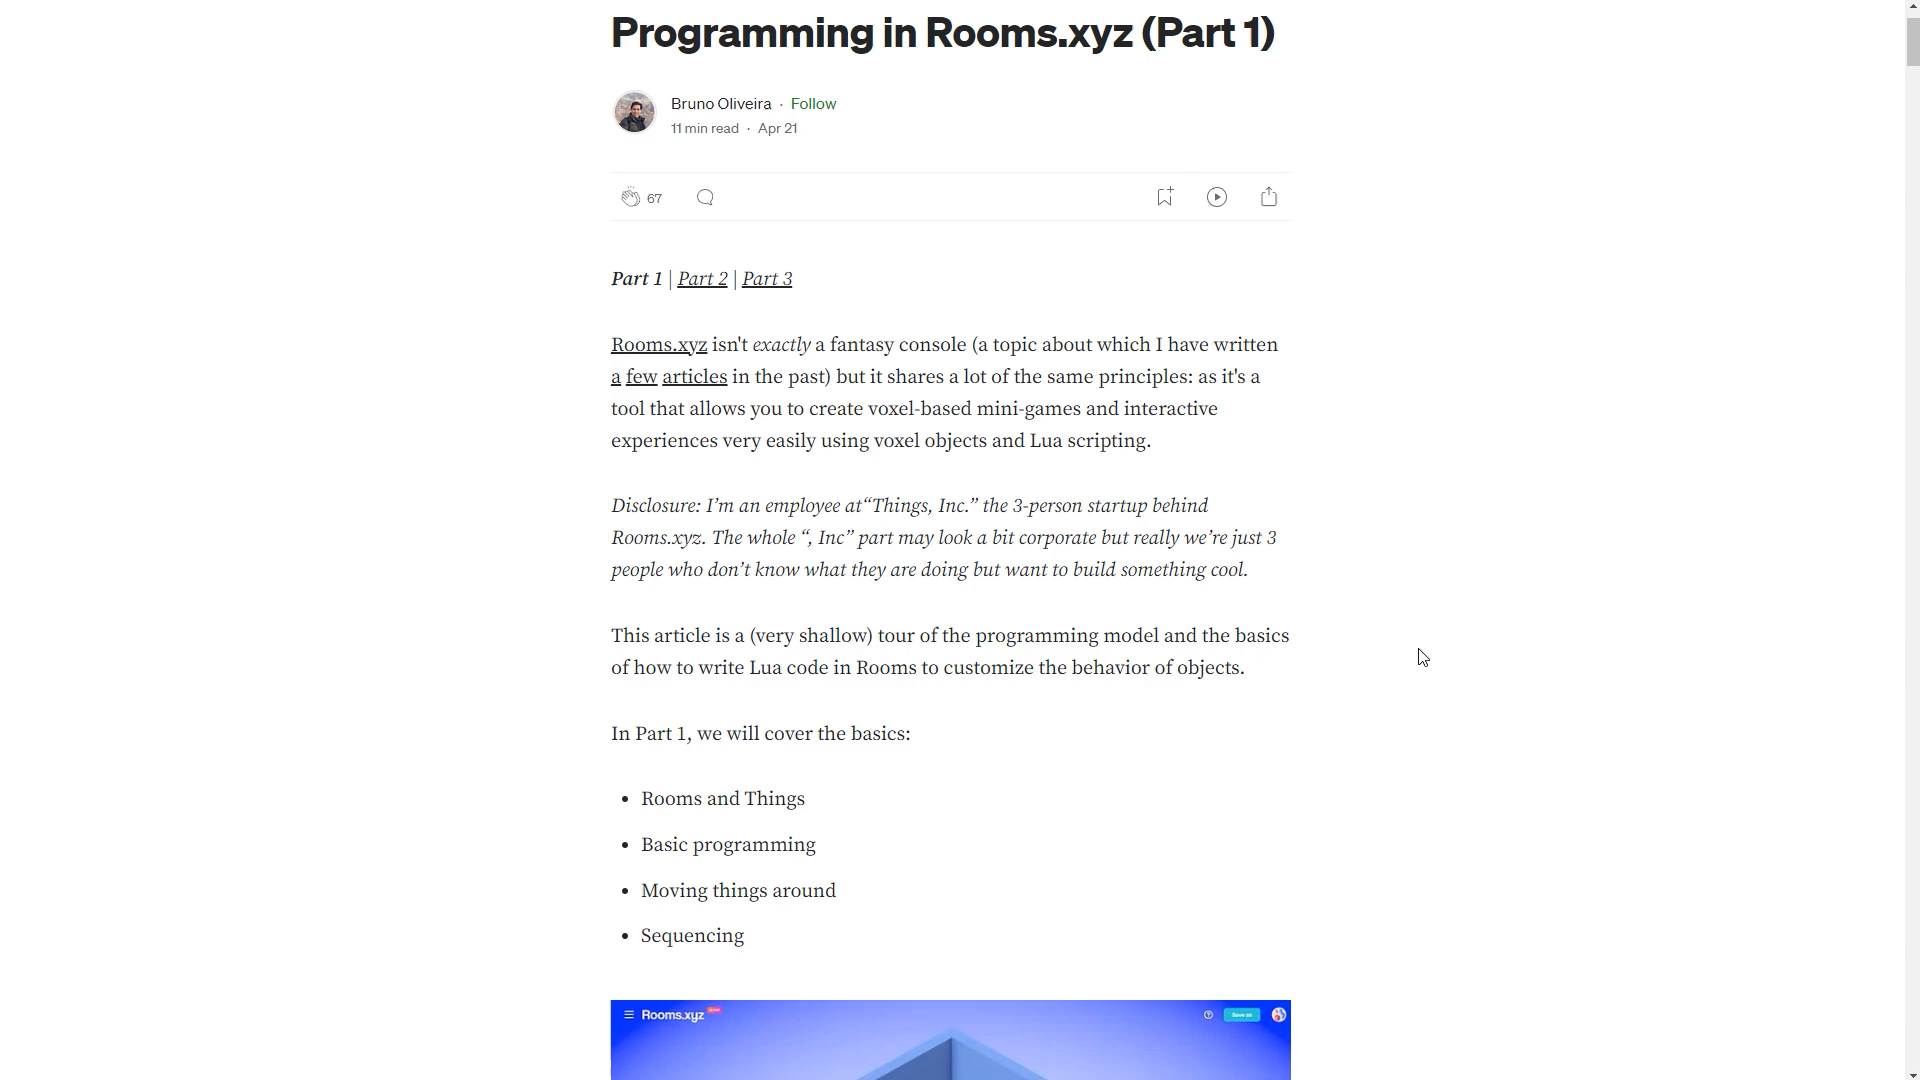 Programming in Rooms.xyz (Part 1)
Bruno Oliveira · Follow
11 min read · Apr 21
67
Part 1 | Part 2 | Part 3
Rooms.xyz isn't exactly a fantasy console (a topic about which I have written
a few articles in the past) but it shares a lot of the same principles: as it's a
tool that allows you to create voxel-based mini-games and interactive
experiences very easily using voxel objects and Lua scripting.
Disclosure: I’m an employee at“Things, Inc.” the 3-person startup behind
Rooms.xyz. The whole “, Inc” part may look a bit corporate but really we’re just 3
people who don’t know what they are doing but want to build something cool.
This article is a (very shallow) tour of the programming model and the basics
of how to write Lua code in Rooms to customize the behavior of objects.
In Part 1, we will cover the basics:
• Rooms and Things
• Basic programming
• Moving things around
• Sequencing
Rooms.xyz
Save as